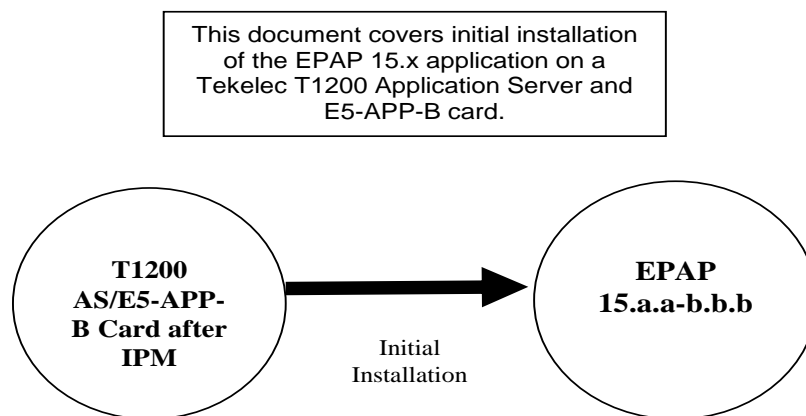 This document covers initial installation
of the EPAP 15.x application on a
Tekelec T1200 Application Server and
E5-APP-B card.
T1200
AS/E5-APP-
B Card after
IPM
Initial
Installation
EPAP
15.a.a-b.b.b